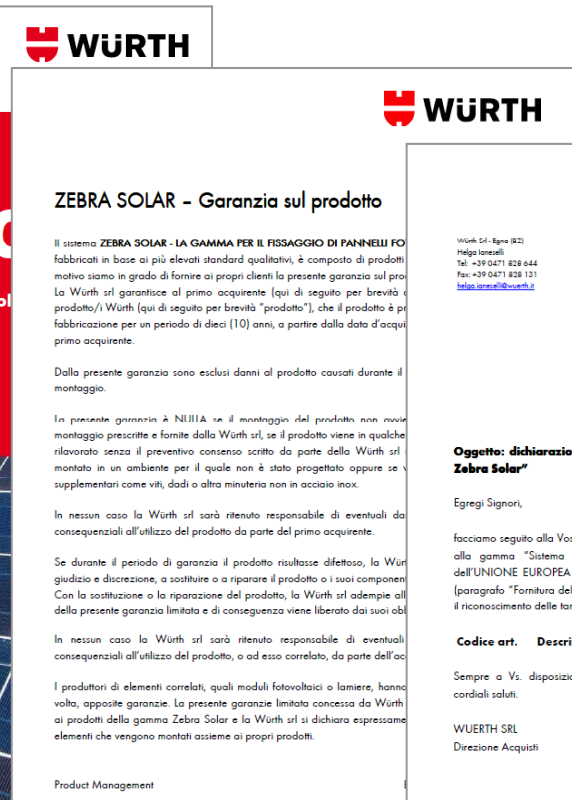 WÜRTH
WÜRTH
ZEBRA SOLAR – Garanzia sul prodotto
Il sistema ZEBRA SOLAR - LA GAMMA PER IL FISSAGGIO DI PANNELLI FO
fabbricati in base ai più elevati standard qualitativi, è composto di prodotti
motivo siamo in grado di fornire ai propri clienti la presente garanzia sul pro
La Würth srl garantisce al primo acquirente (qui di seguito per brevità
prodotto/i Würth (qui di seguito per brevità “prodotto”), che il prodotto è pr
fabbricazione per un periodo di dieci (10) anni, a partire dalla data d’acqui
primo acquirente.
Dalla presente garanzia sono esclusi danni al prodotto causati durante il
montaggio.
La presente garanzia è NULLA se il montaggio del prodotto non avvie
montaggio prescritte e fornite dalla Würth srl, se il prodotto viene in qualche
rilavorato senza il preventivo consenso scritto da parte della Würth srl
montato in un ambiente per il quale non è stato progettato oppure se v
supplementari come viti, dadi o altra minuteria non in acciaio inox.
In nessun caso la Würth srl sarà ritenuto responsabile di eventuali da
consequenziali all’utilizzo del prodotto da parte del primo acquirente.
Se durante il periodo di garanzia il prodotto risultasse difettoso, la Wür
giudizio e discrezione, a sostituire o a riparare il prodotto o i suoi component
Con la sostituzione o la riparazione del prodotto, la Würth srl adempie all
della presente garanzia limitata e di conseguenza viene liberato dai suoi obl
In nessun caso la Würth srl sarà ritenuto responsabile di eventuali
consequenziali all’utilizzo del prodotto, o ad esso correlato, da parte dell’ac
I produttori di elementi correlati, quali moduli fotovoltaici o lamiere, hanno
volta, apposite garanzie. La presente garanzie limitata concessa da Würth
ai prodotti della gamma Zebra Solar e la Würth srl si dichiara espressame
elementi che vengono montati assieme ai propri prodotti.
Product Management
Würth Srl - Egna (BZ)
Helga Ianeselli
Tel: +39 0471 828 644
Fax: +39 0471 828 131
helga.ianeselli@wuerth.it
Oggetto: dichiarazio
Zebra Solar”
Egregi Signori,
facciamo seguito alla Vos
alla gamma “Sistema
dell’UNIONE EUROPEA
(paragrafo “Fornitura del
il riconoscimento delle tar
Codice art. Descri
Sempre a Vs. disposizio
cordiali saluti.
WUERTH SRL
Direzione Acquisti